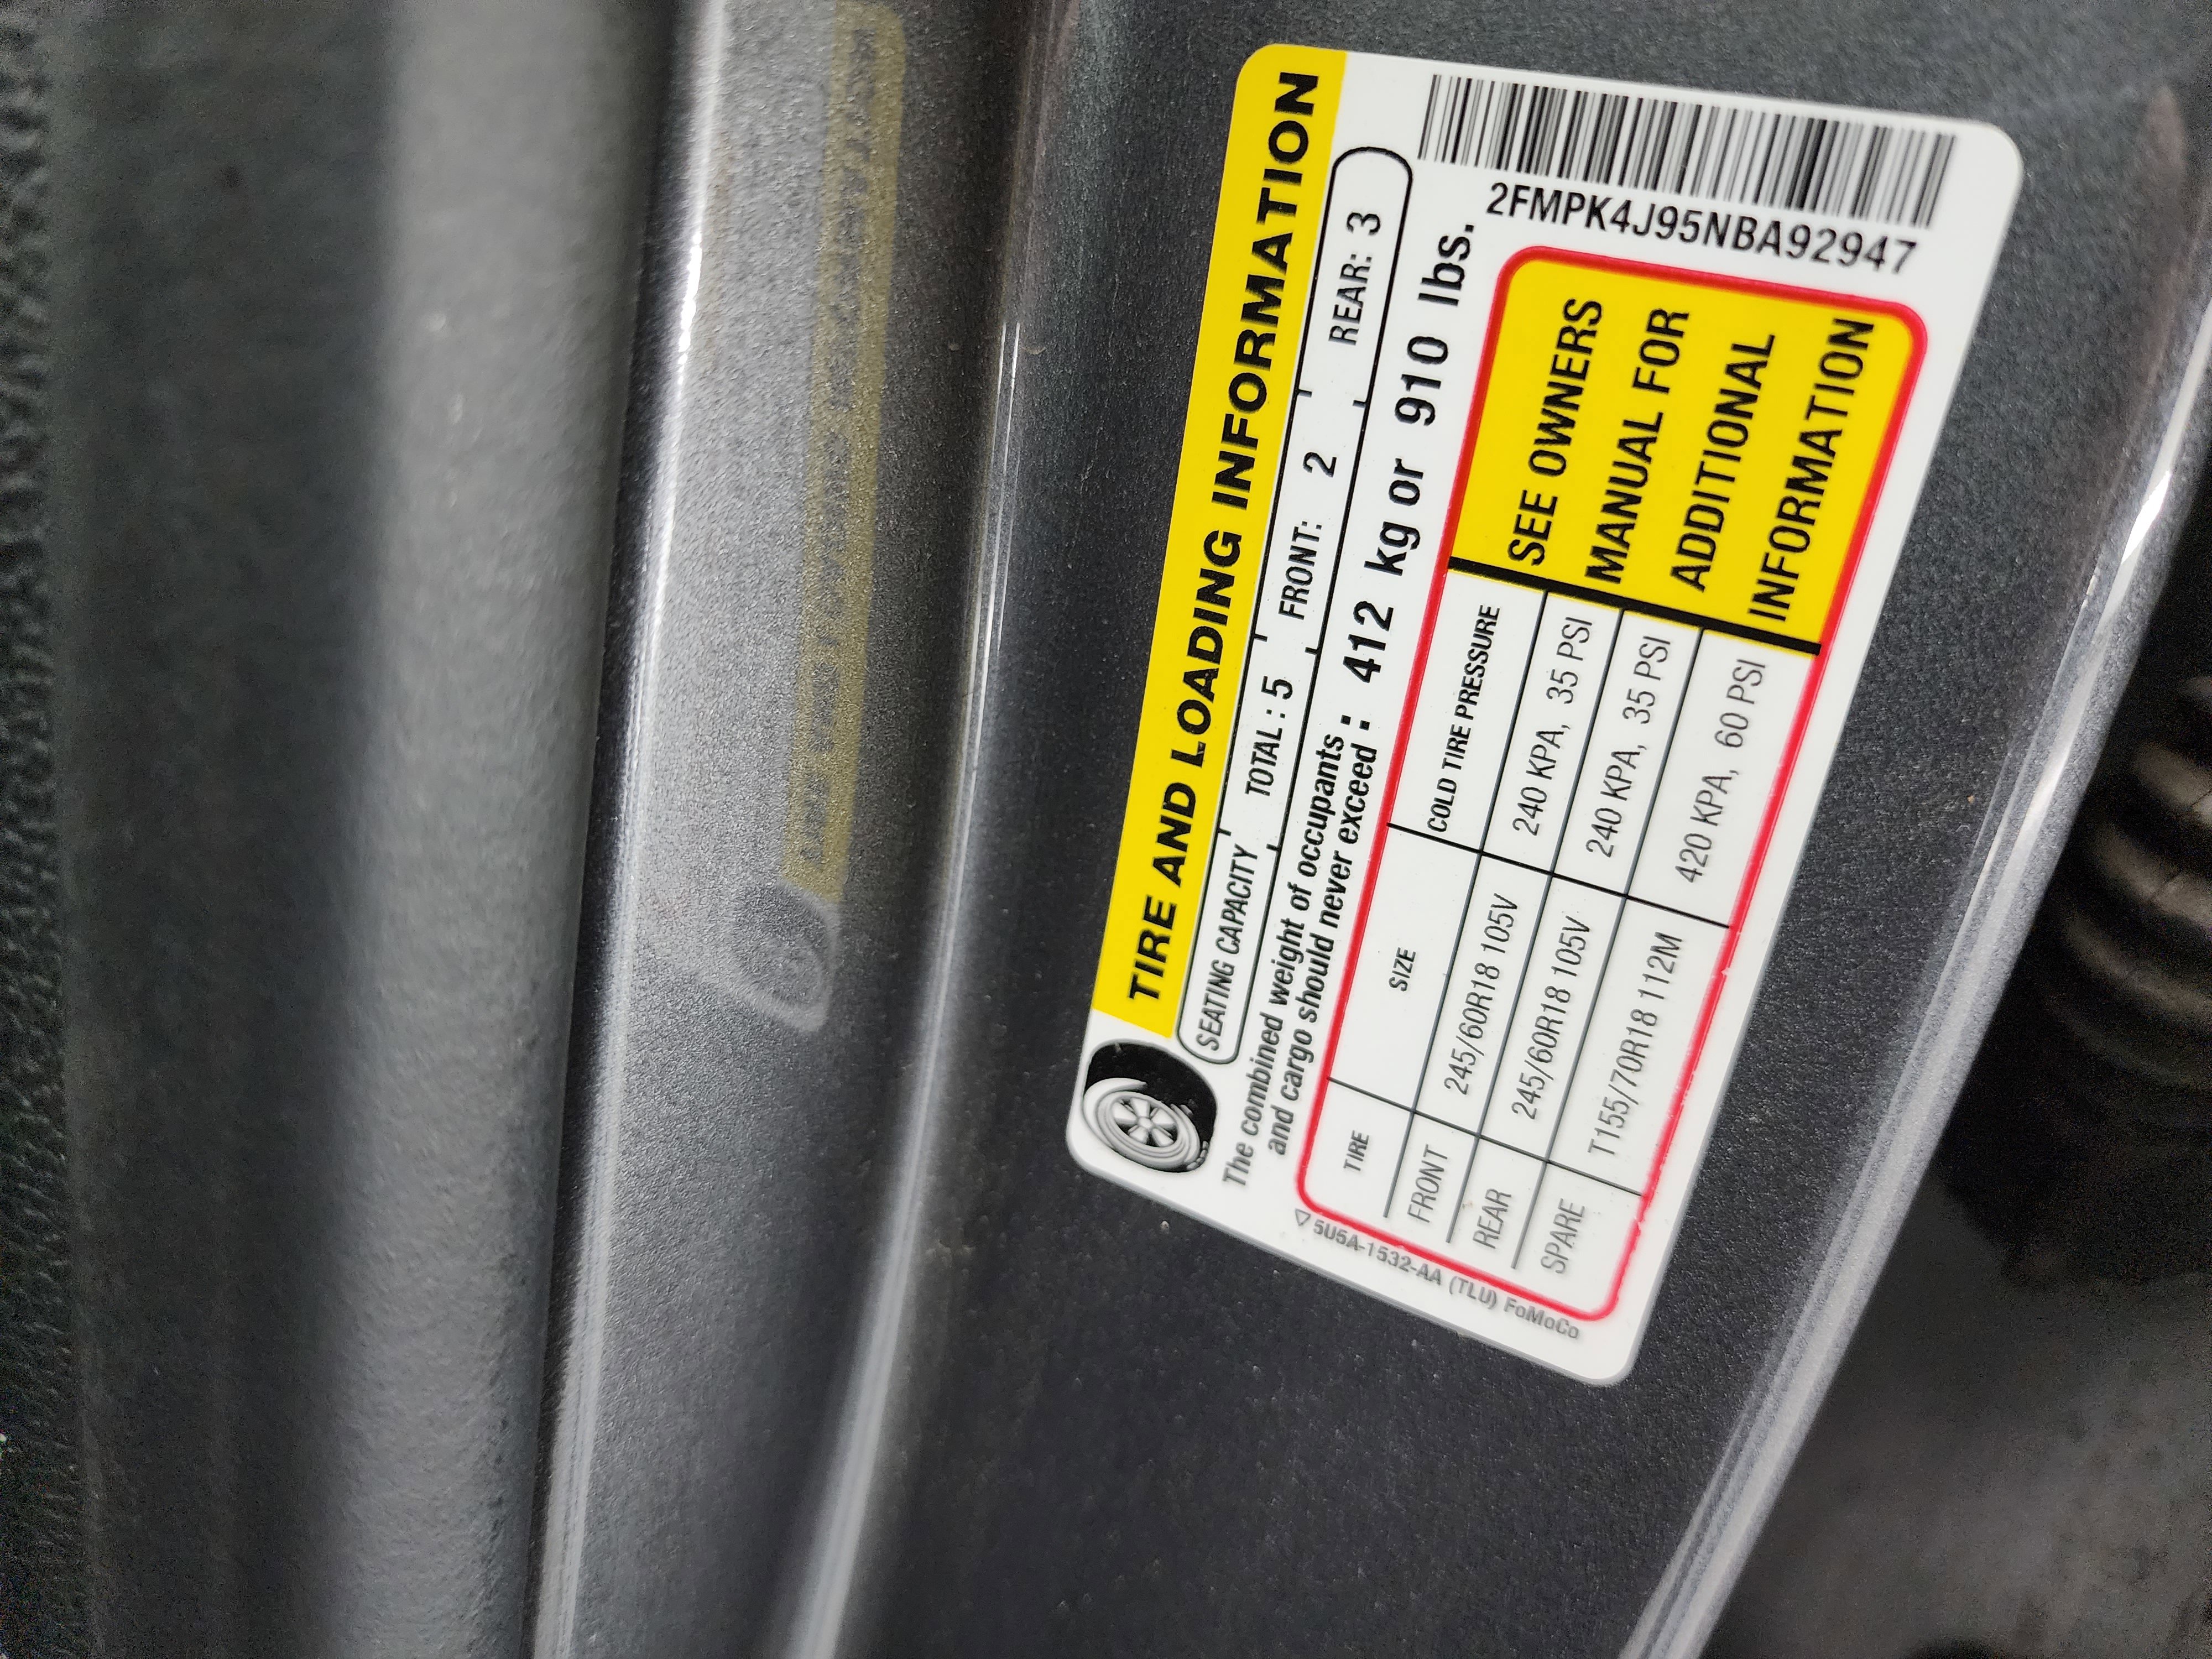 TIRE AND LOADING INFORMATION
SEATING CAPACITY TOTAL : 5 FRONT: 2 REAR: 3
The combined weight of occupants
and cargo should never exceed : 412 kg or 910 lbs.
TIRE SIZE COLD TIRE PRESSURE
FRONT 245/60R18 105V 240 KPA, 35 PSI
REAR 245/60R18 105V 240 KPA, 35 PSI
SPARE T155/70R18 112M 420 KPA, 60 PSI
SEE OWNERS
MANUAL FOR
ADDITIONAL
INFORMATION
2FMPK4J95NBA92947
5U5A-1532-AA (TLU) FoMoCo